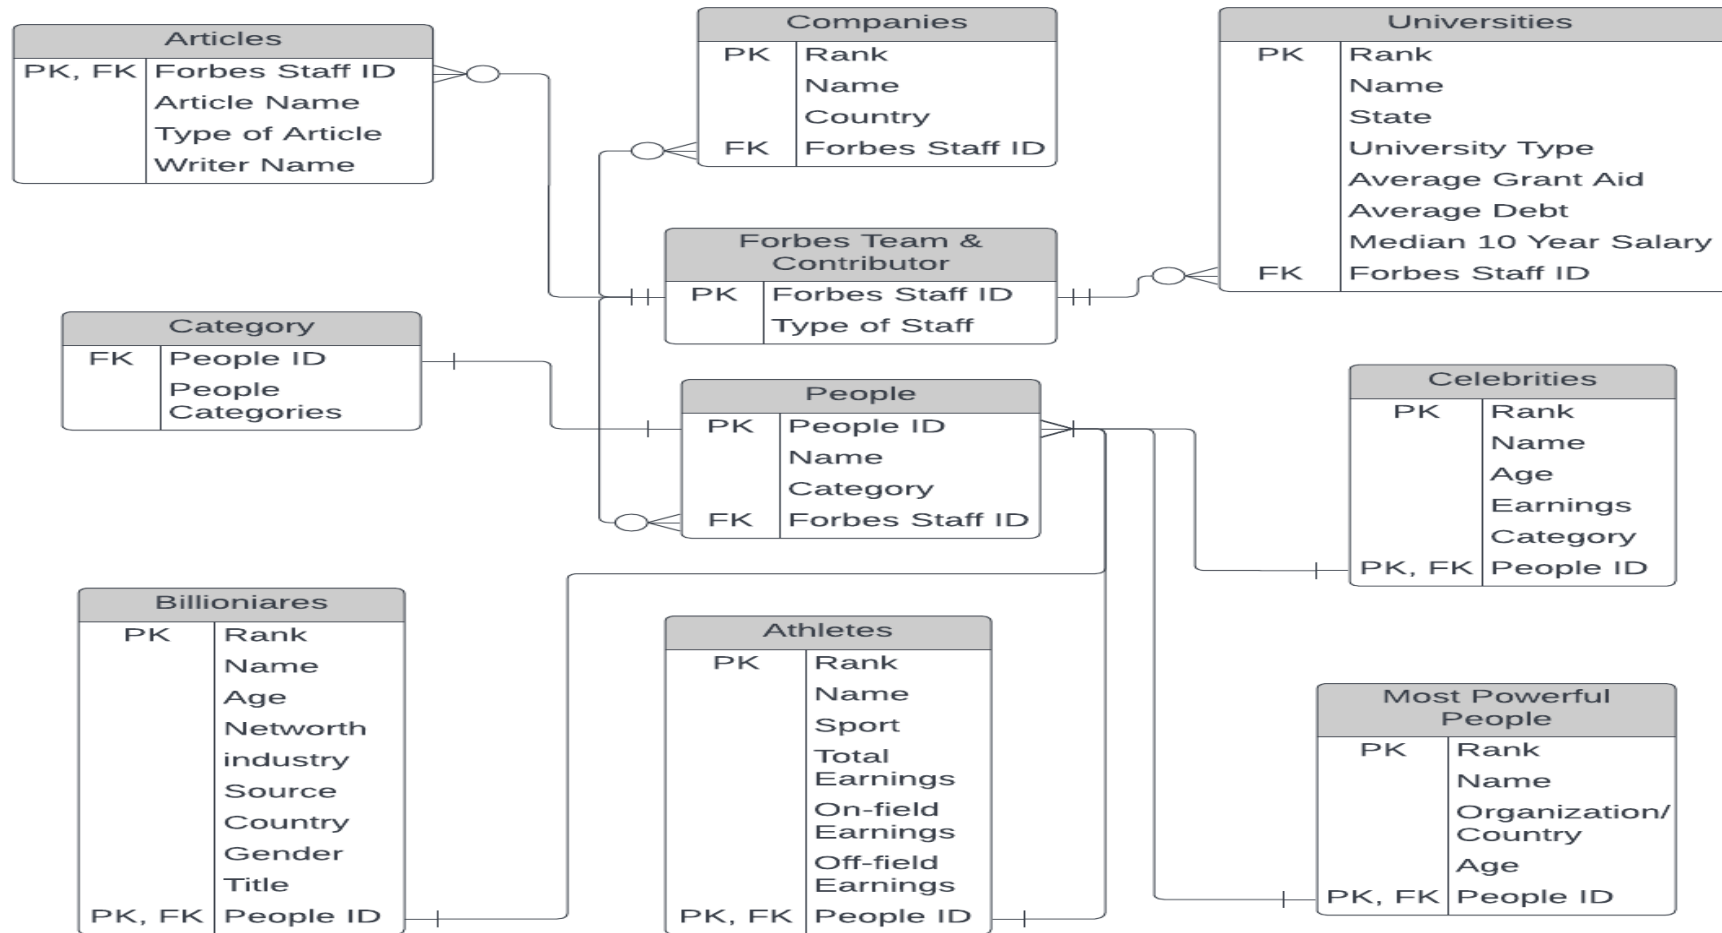 Articles
PK, FK Forbes Staff ID
Article Name
Type of Article
Writer Name
Companies
PK Rank
Name
Country
FK Forbes Staff ID
Universities
PK Rank
Name
State
University Type
Average Grant Aid
Average Debt
Median 10 Year Salary
FK Forbes Staff ID
Forbes Team &
Contributor
PK Forbes Staff ID
Type of Staff
Category
FK People ID
People
Categories
People
PK People ID
Name
Category
FK Forbes Staff ID
Celebrities
PK Rank
Name
Age
Earnings
Category
PK, FK People ID
Billioniares
PK Rank
Name
Age
Networth
industry
Source
Country
Gender
Title
PK, FK People ID
Athletes
PK Rank
Name
Sport
Total
Earnings
On-field
Earnings
Off-field
Earnings
PK, FK People ID
Most Powerful
People
PK Rank
Name
Organization/
Country
Age
PK, FK People ID